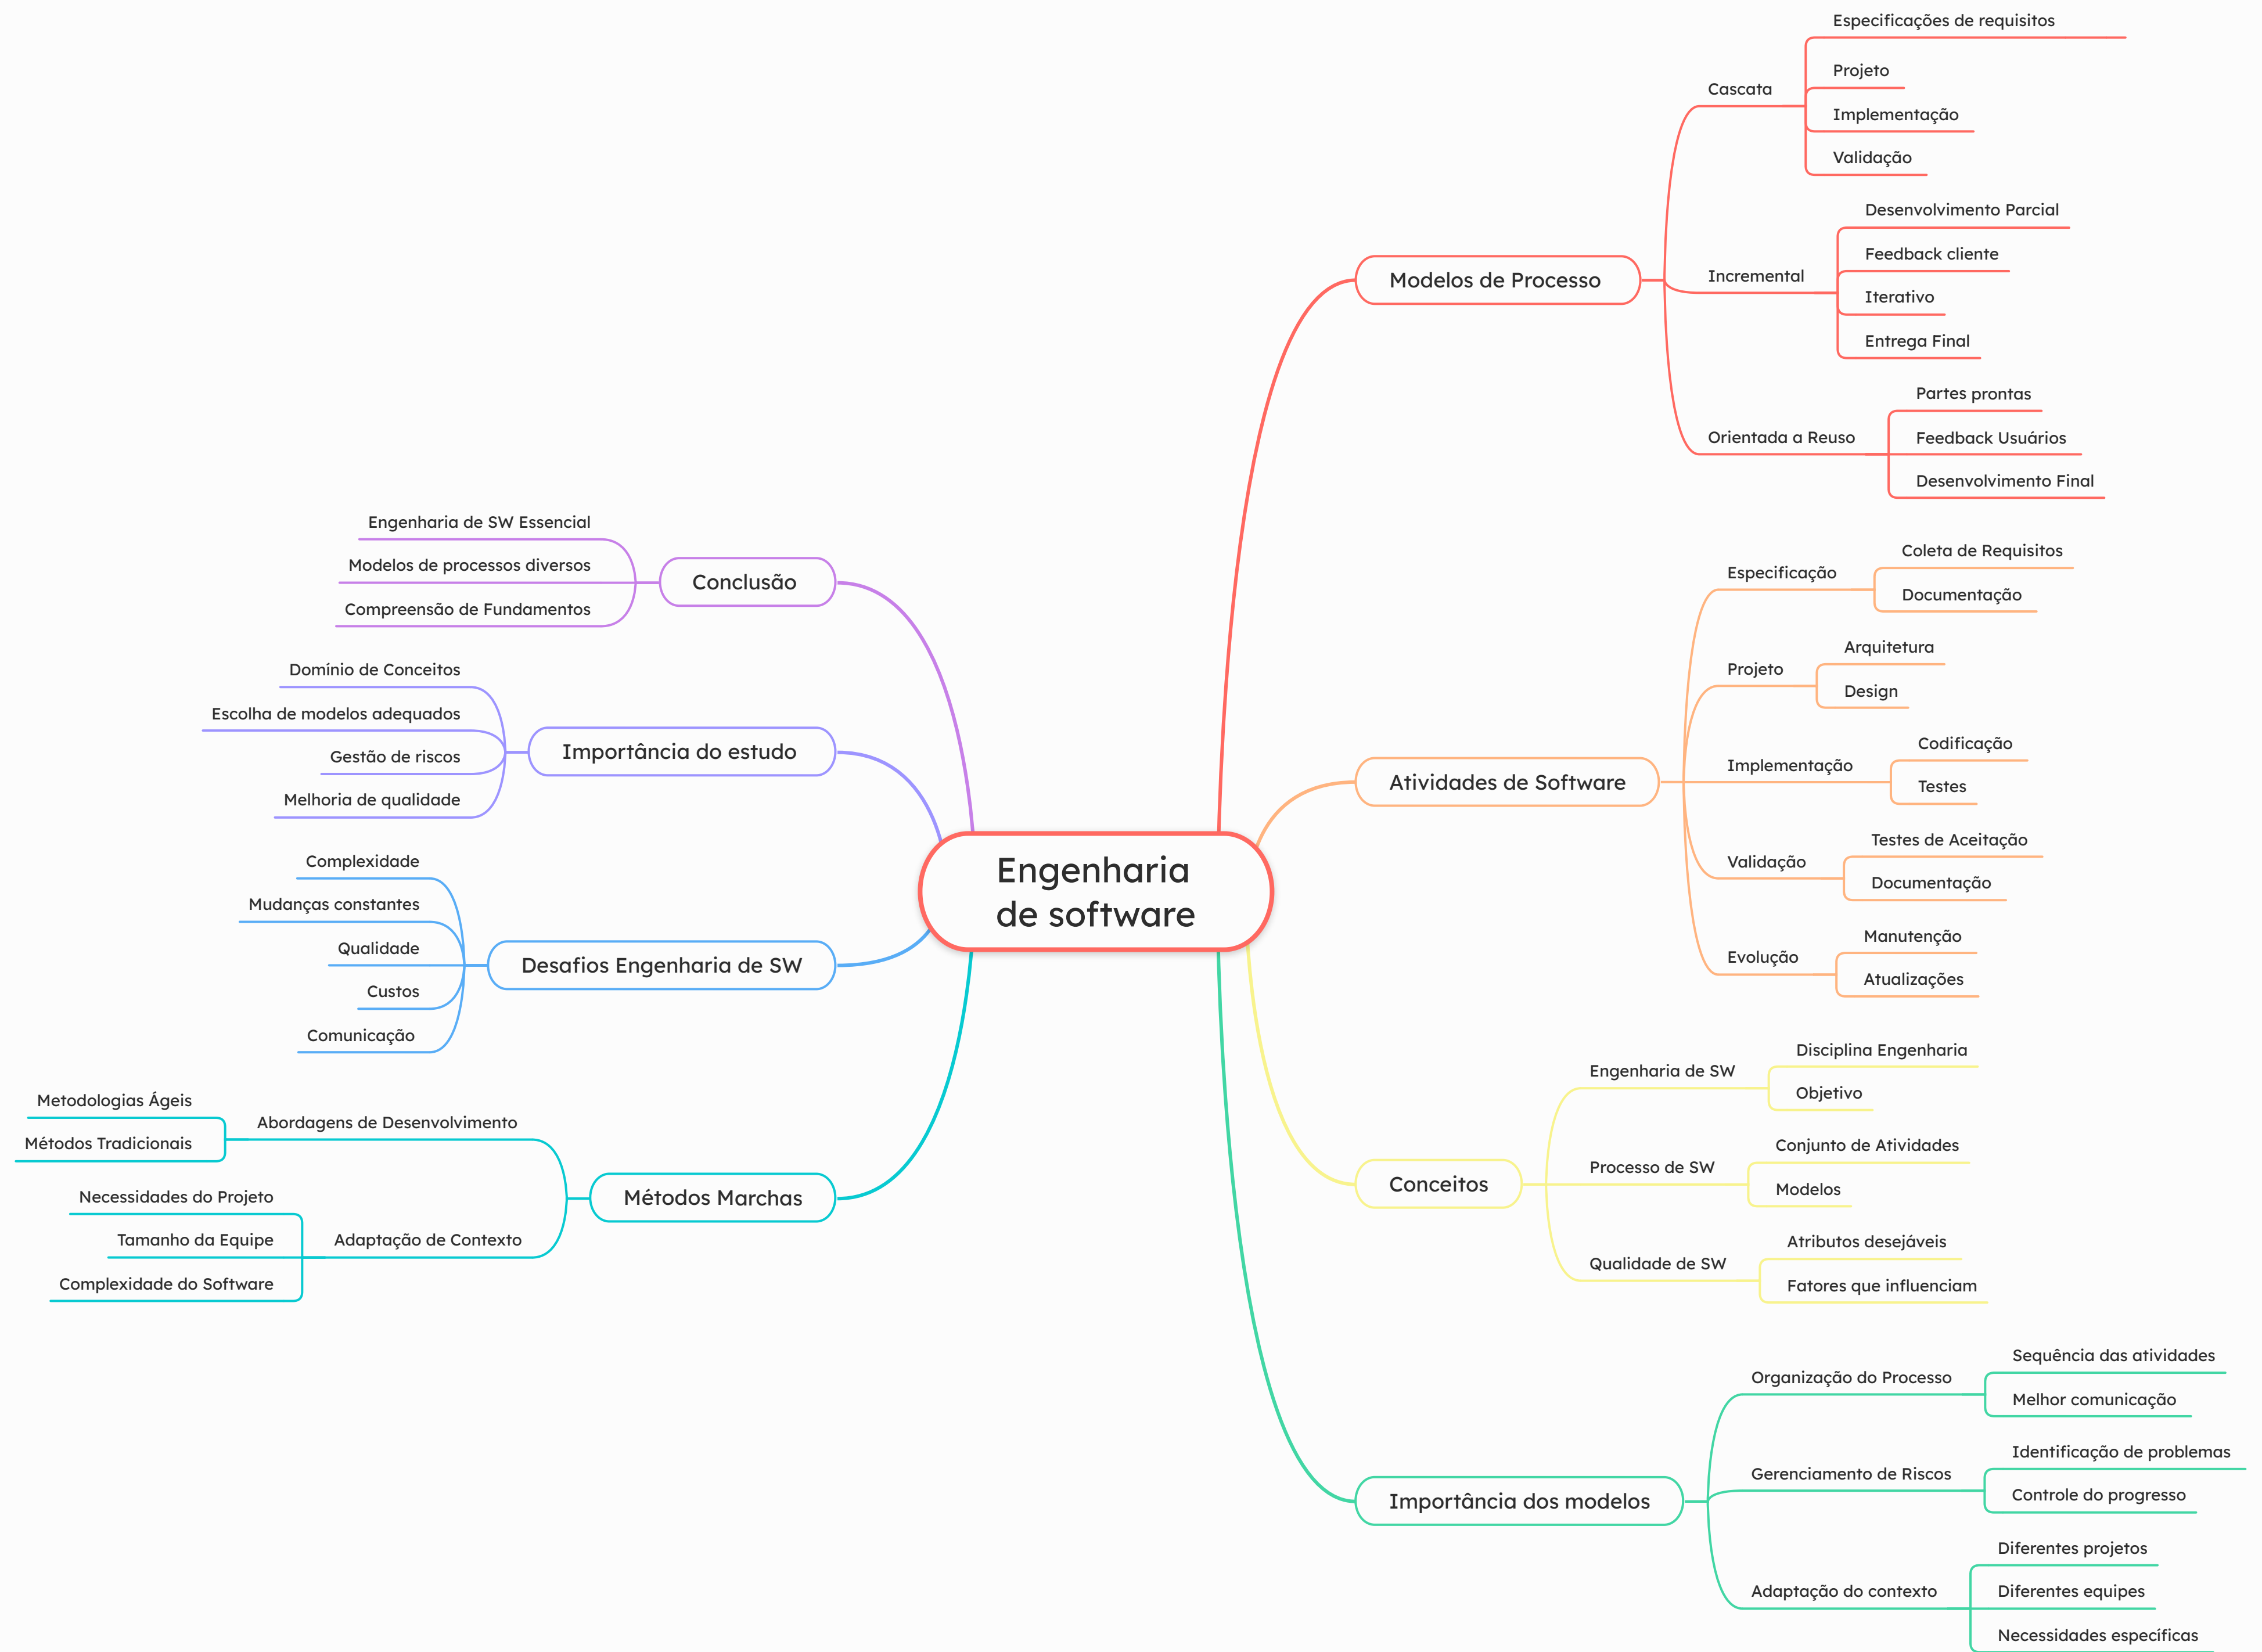 Engenharia
de software
Modelos de Processo
Cascata
Especificações de requisitos
Projeto
Implementação
Validação
Incremental
Desenvolvimento Parcial
Feedback cliente
Iterativo
Entrega Final
Orientada a Reuso
Partes prontas
Feedback Usuários
Desenvolvimento Final
Atividades de Software
Especificação
Coleta de Requisitos
Documentação
Projeto
Arquitetura
Design
Implementação
Codificação
Testes
Validação
Testes de Aceitação
Documentação
Evolução
Manutenção
Atualizações
Conceitos
Engenharia de SW
Disciplina Engenharia
Objetivo
Processo de SW
Conjunto de Atividades
Modelos
Qualidade de SW
Atributos desejáveis
Fatores que influenciam
Importância dos modelos
Organização do Processo
Sequência das atividades
Melhor comunicação
Gerenciamento de Riscos
Identificação de problemas
Controle do progresso
Adaptação do contexto
Diferentes projetos
Diferentes equipes
Necessidades específicas
Conclusão
Engenharia de SW Essencial
Modelos de processos diversos
Compreensão de Fundamentos
Importância do estudo
Domínio de Conceitos
Escolha de modelos adequados
Gestão de riscos
Melhoria de qualidade
Desafios Engenharia de SW
Complexidade
Mudanças constantes
Qualidade
Custos
Comunicação
Métodos Marchas
Abordagens de Desenvolvimento
Metodologias Ágeis
Métodos Tradicionais
Adaptação de Contexto
Necessidades do Projeto
Tamanho da Equipe
Complexidade do Software